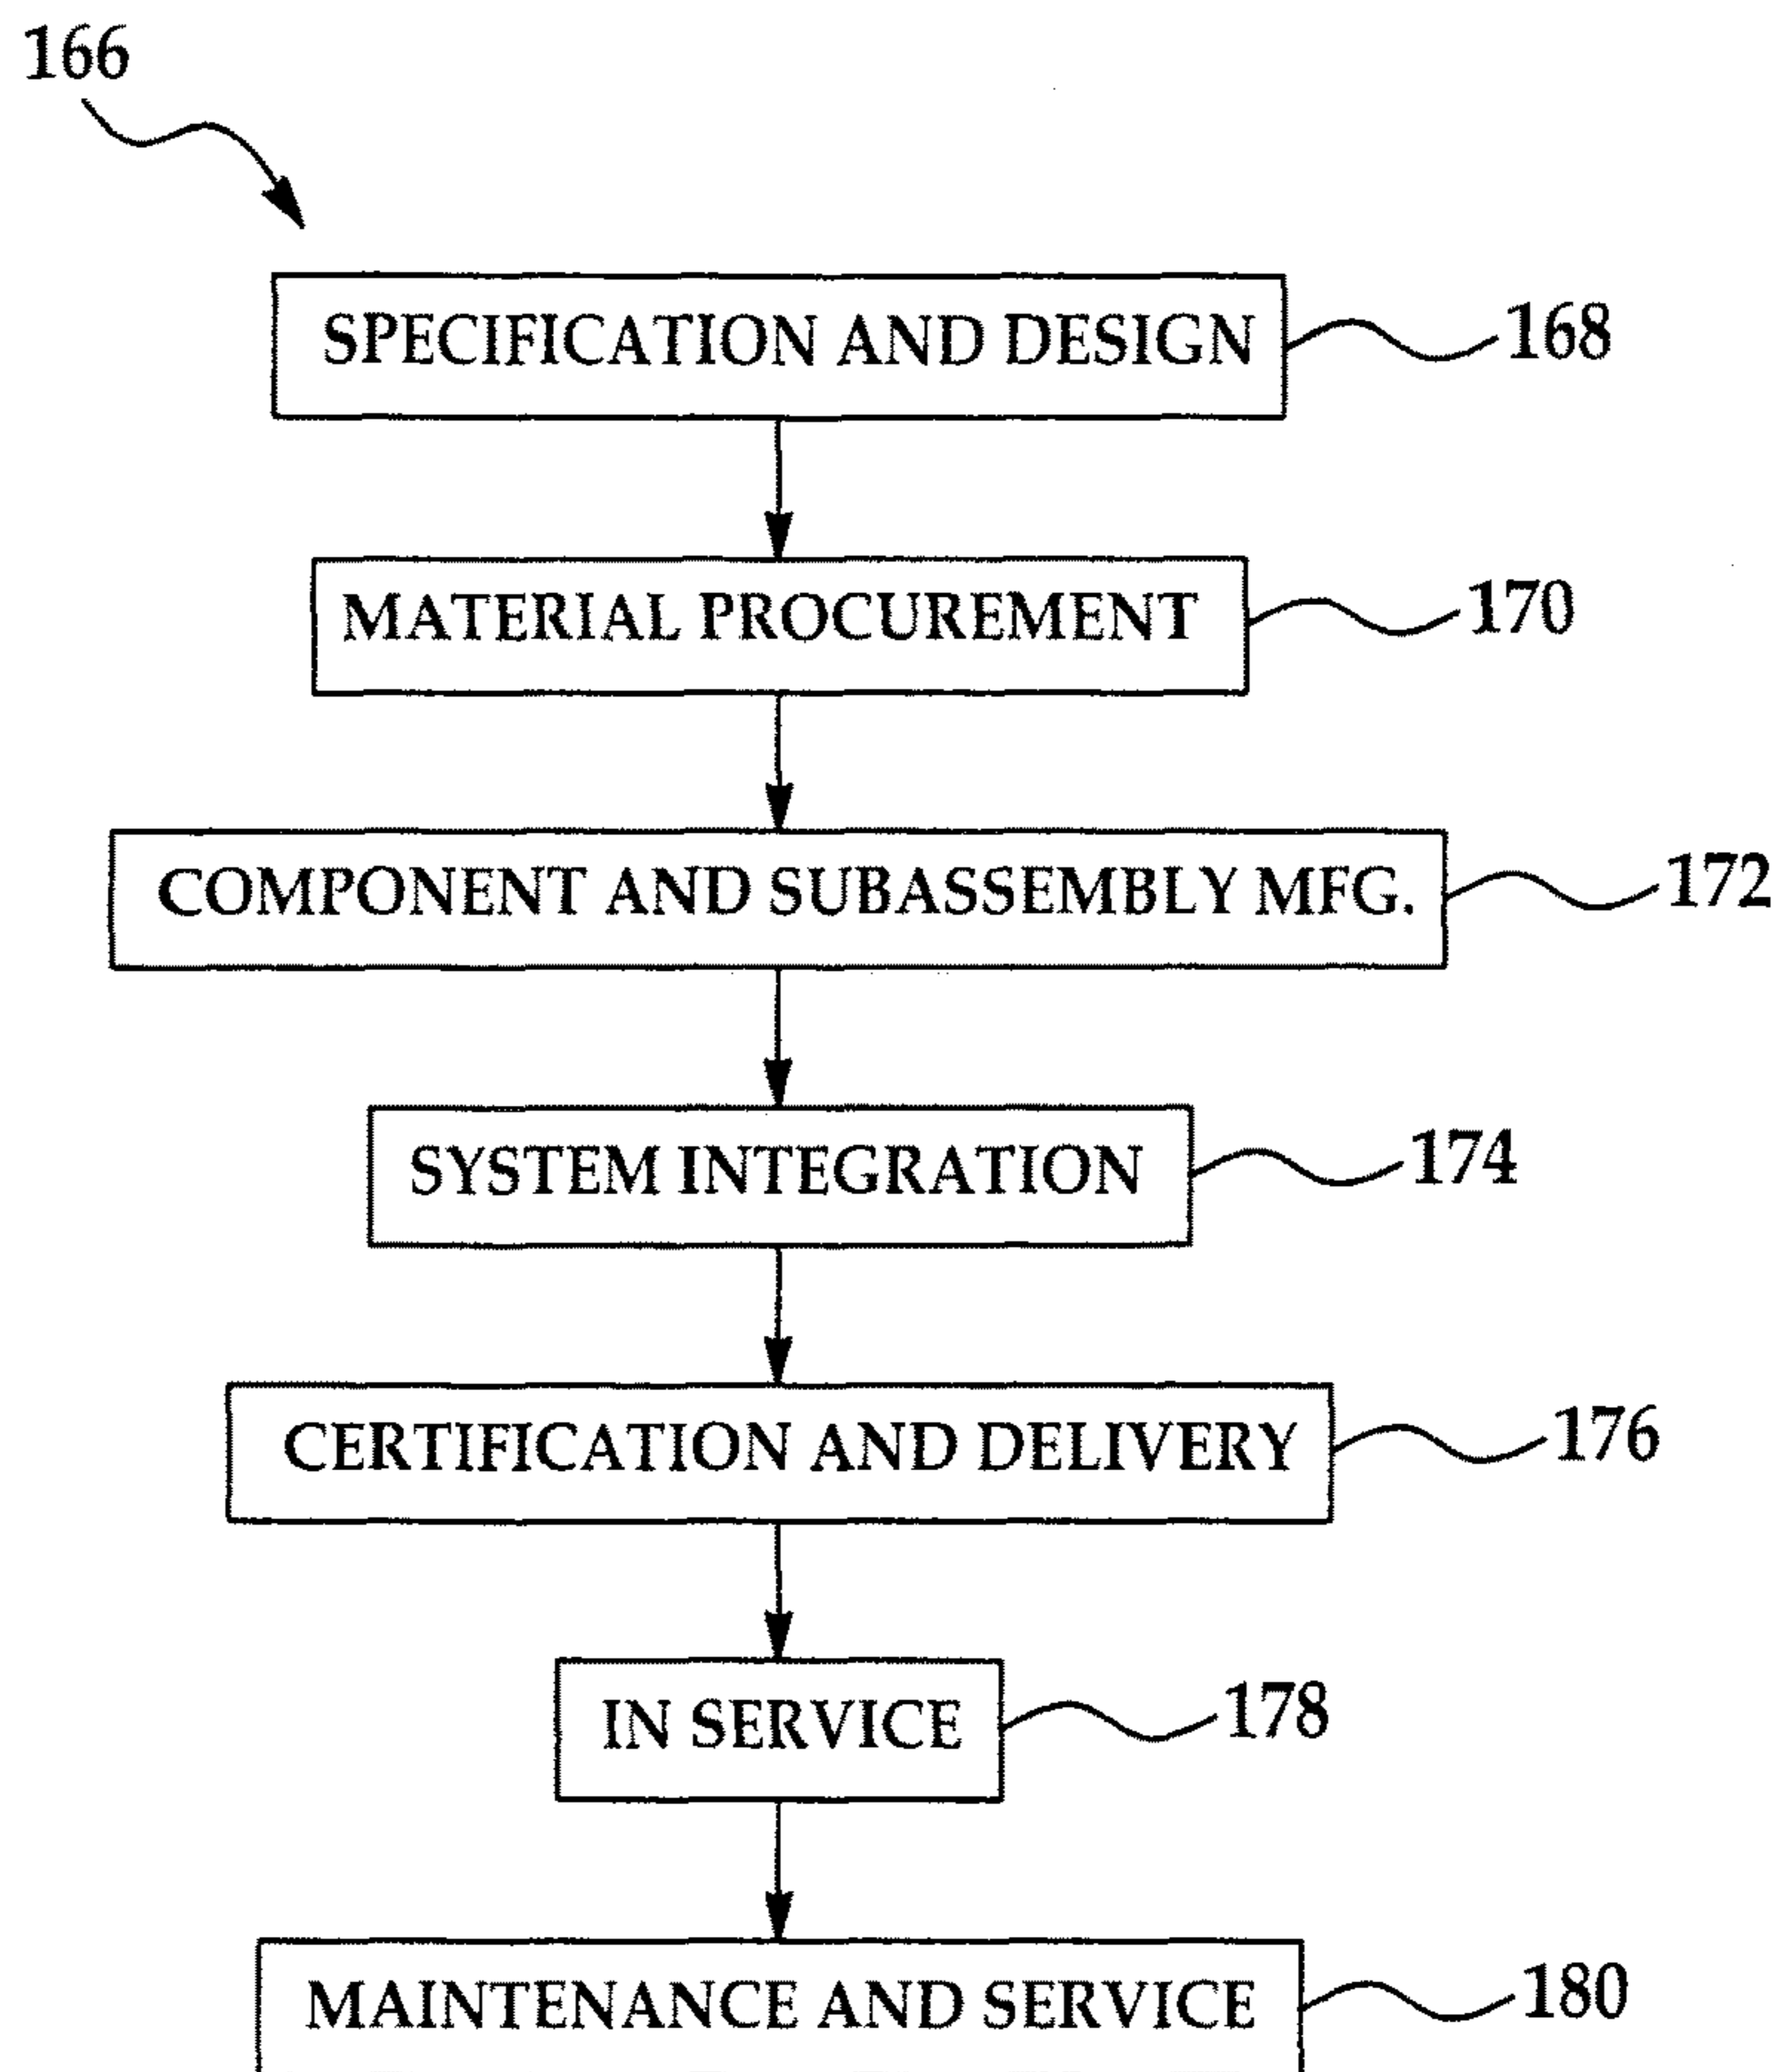 166
SPECIFICATION AND DESIGN 168
MATERIAL PROCUREMENT 170
COMPONENT AND SUBASSEMBLY MFG. 172
SYSTEM INTEGRATION 174
CERTIFICATION AND DELIVERY 176
IN SERVICE 178
MAINTENANCE AND SERVICE 180